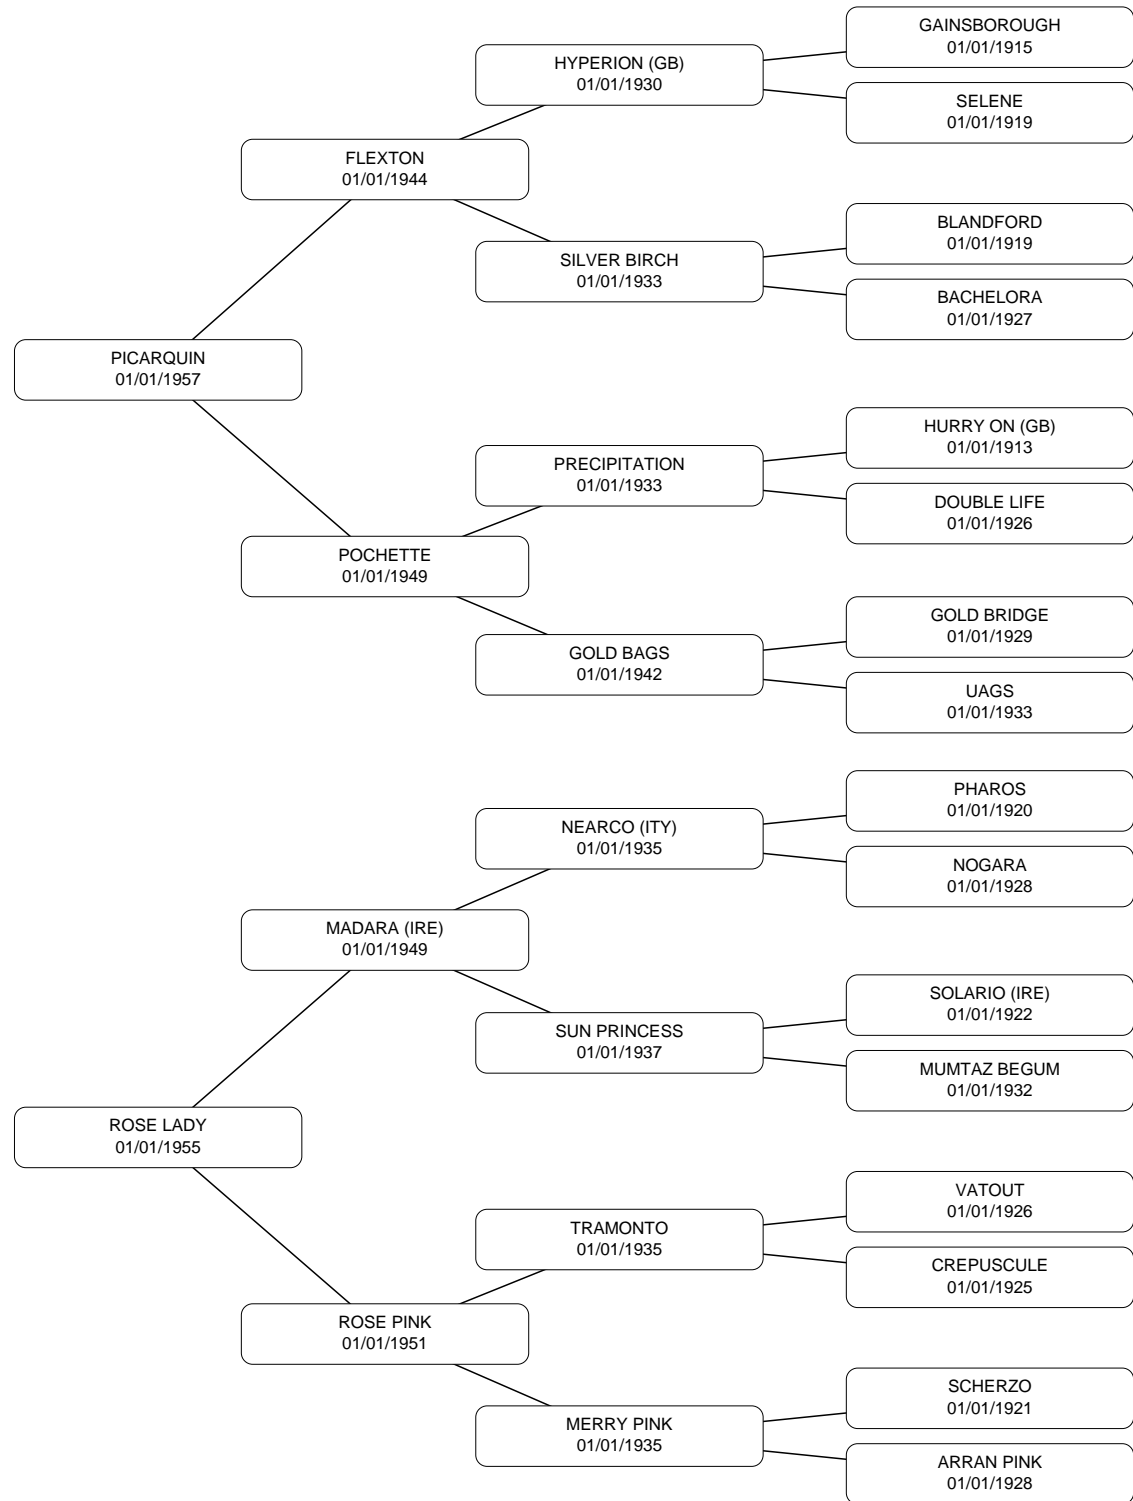 GAINSBOROUGH
01/01/1915
HYPERION (GB)
01/01/1930
SELENE
01/01/1919
FLEXTON
01/01/1944
BLANDFORD
01/01/1919
SILVER BIRCH
01/01/1933
BACHELORA
01/01/1927
PICARQUIN
01/01/1957
HURRY ON (GB)
01/01/1913
PRECIPITATION
01/01/1933
DOUBLE LIFE
01/01/1926
POCHETTE
01/01/1949
GOLD BRIDGE
01/01/1929
GOLD BAGS
01/01/1942
UAGS
01/01/1933
PHAROS
01/01/1920
NEARCO (ITY)
01/01/1935
NOGARA
01/01/1928
MADARA (IRE)
01/01/1949
SOLARIO (IRE)
01/01/1922
SUN PRINCESS
01/01/1937
MUMTAZ BEGUM
01/01/1932
ROSE LADY
01/01/1955
VATOUT
01/01/1926
TRAMONTO
01/01/1935
CREPUSCULE
01/01/1925
ROSE PINK
01/01/1951
SCHERZO
01/01/1921
MERRY PINK
01/01/1935
ARRAN PINK
01/01/1928